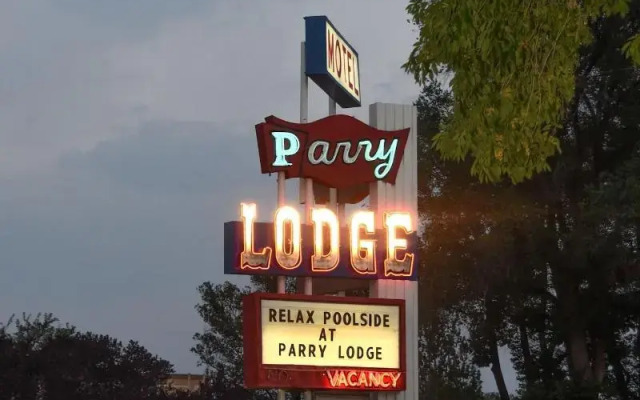 MOTEL
Parry
LODGE
RELAX POOLSIDE
AT
PARRY LODGE
VACANCY